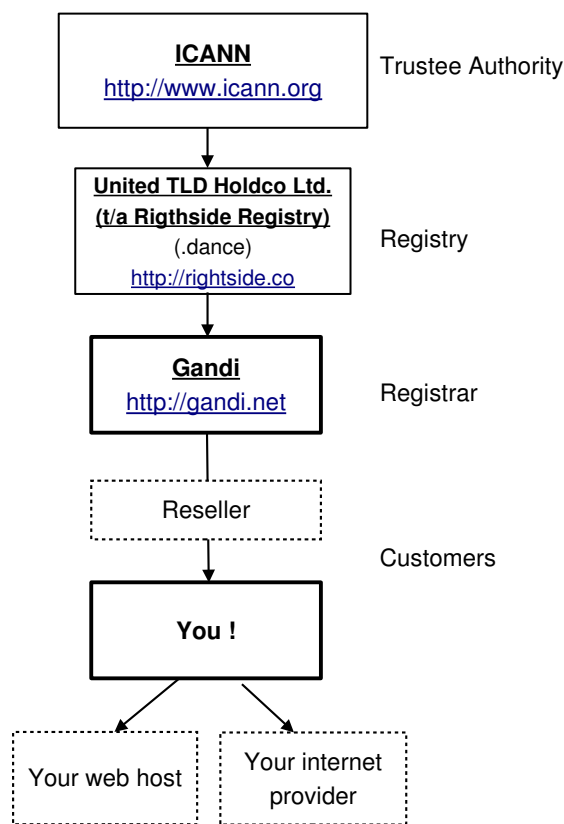 ICANN
http://www.icann.org
Trustee Authority
United TLD Holdco Ltd.
(t/a Rigthside Registry)
(.dance)
http://rightside.co
Registry
Gandi
http://gandi.net
Registrar
Reseller
Customers
You !
Your web host
Your internet
provider